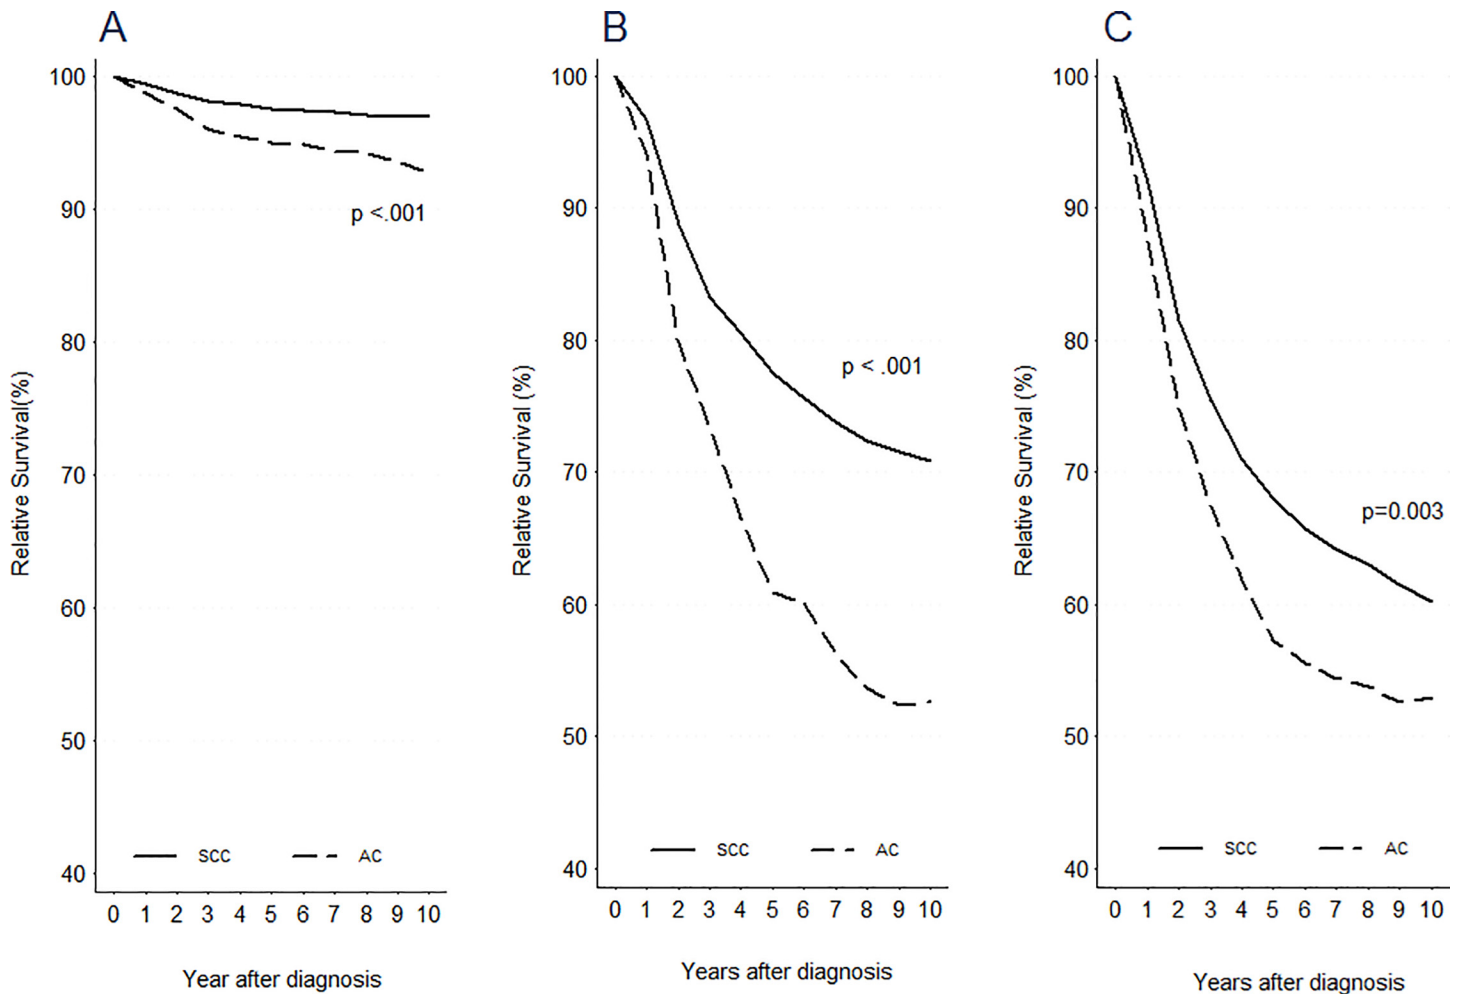 A
100
90
80
70
60
50
40
Relative Survival(%)
p <.001
SCC
AC
0 1 2 3 4 5 6 7 8 9 10
Year after diagnosis
B
100
90
80
70
60
50
40
Relative Survival (%)
p < .001
SCC
AC
0 1 2 3 4 5 6 7 8 9 10
Years after diagnosis
C
100
90
80
70
60
50
40
Relative Survival (%)
p=0.003
SCC
AC
0 1 2 3 4 5 6 7 8 9 10
Years after diagnosis